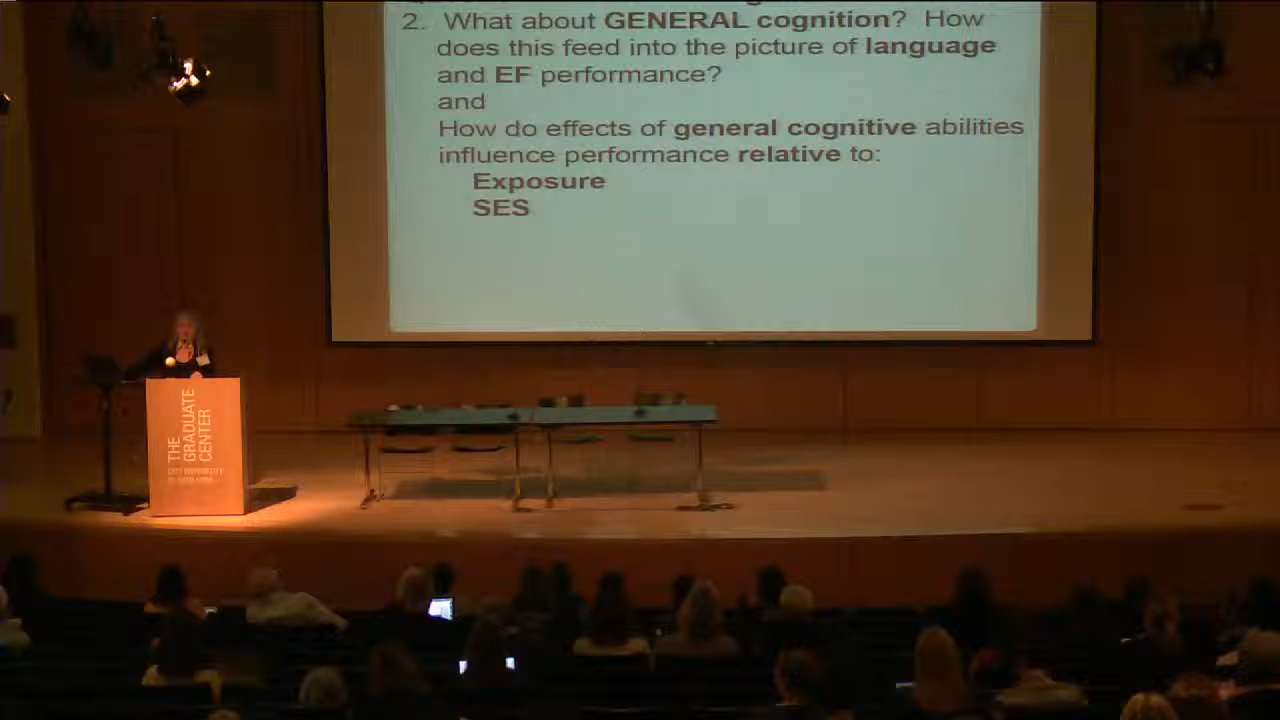 2. What about GENERAL cognition? How
does this feed into the picture of language
and EF performance?
and
How do effects of general cognitive abilities
influence performance relative to:
Exposure
SES
THE
GRADUATE
CENTER